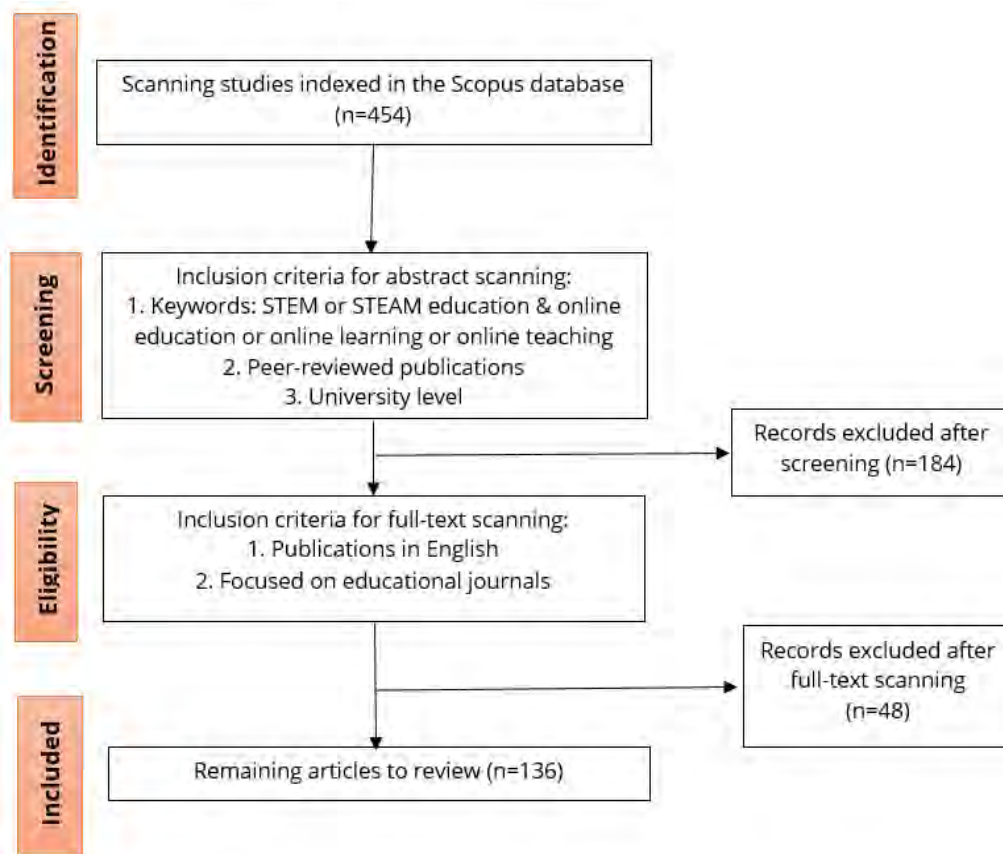 Identification
Scanning studies indexed in the Scopus database
(n=454)
Screening
Inclusion criteria for abstract scanning:
1. Keywords: STEM or STEAM education & online
education or online learning or online teaching
2. Peer-reviewed publications
3. University level
Records excluded after
screening (n=184)
Eligibility
Inclusion criteria for full-text scanning:
1. Publications in English
2. Focused on educational journals
Records excluded after
full-text scanning
(n=48)
Included
Remaining articles to review (n=136)